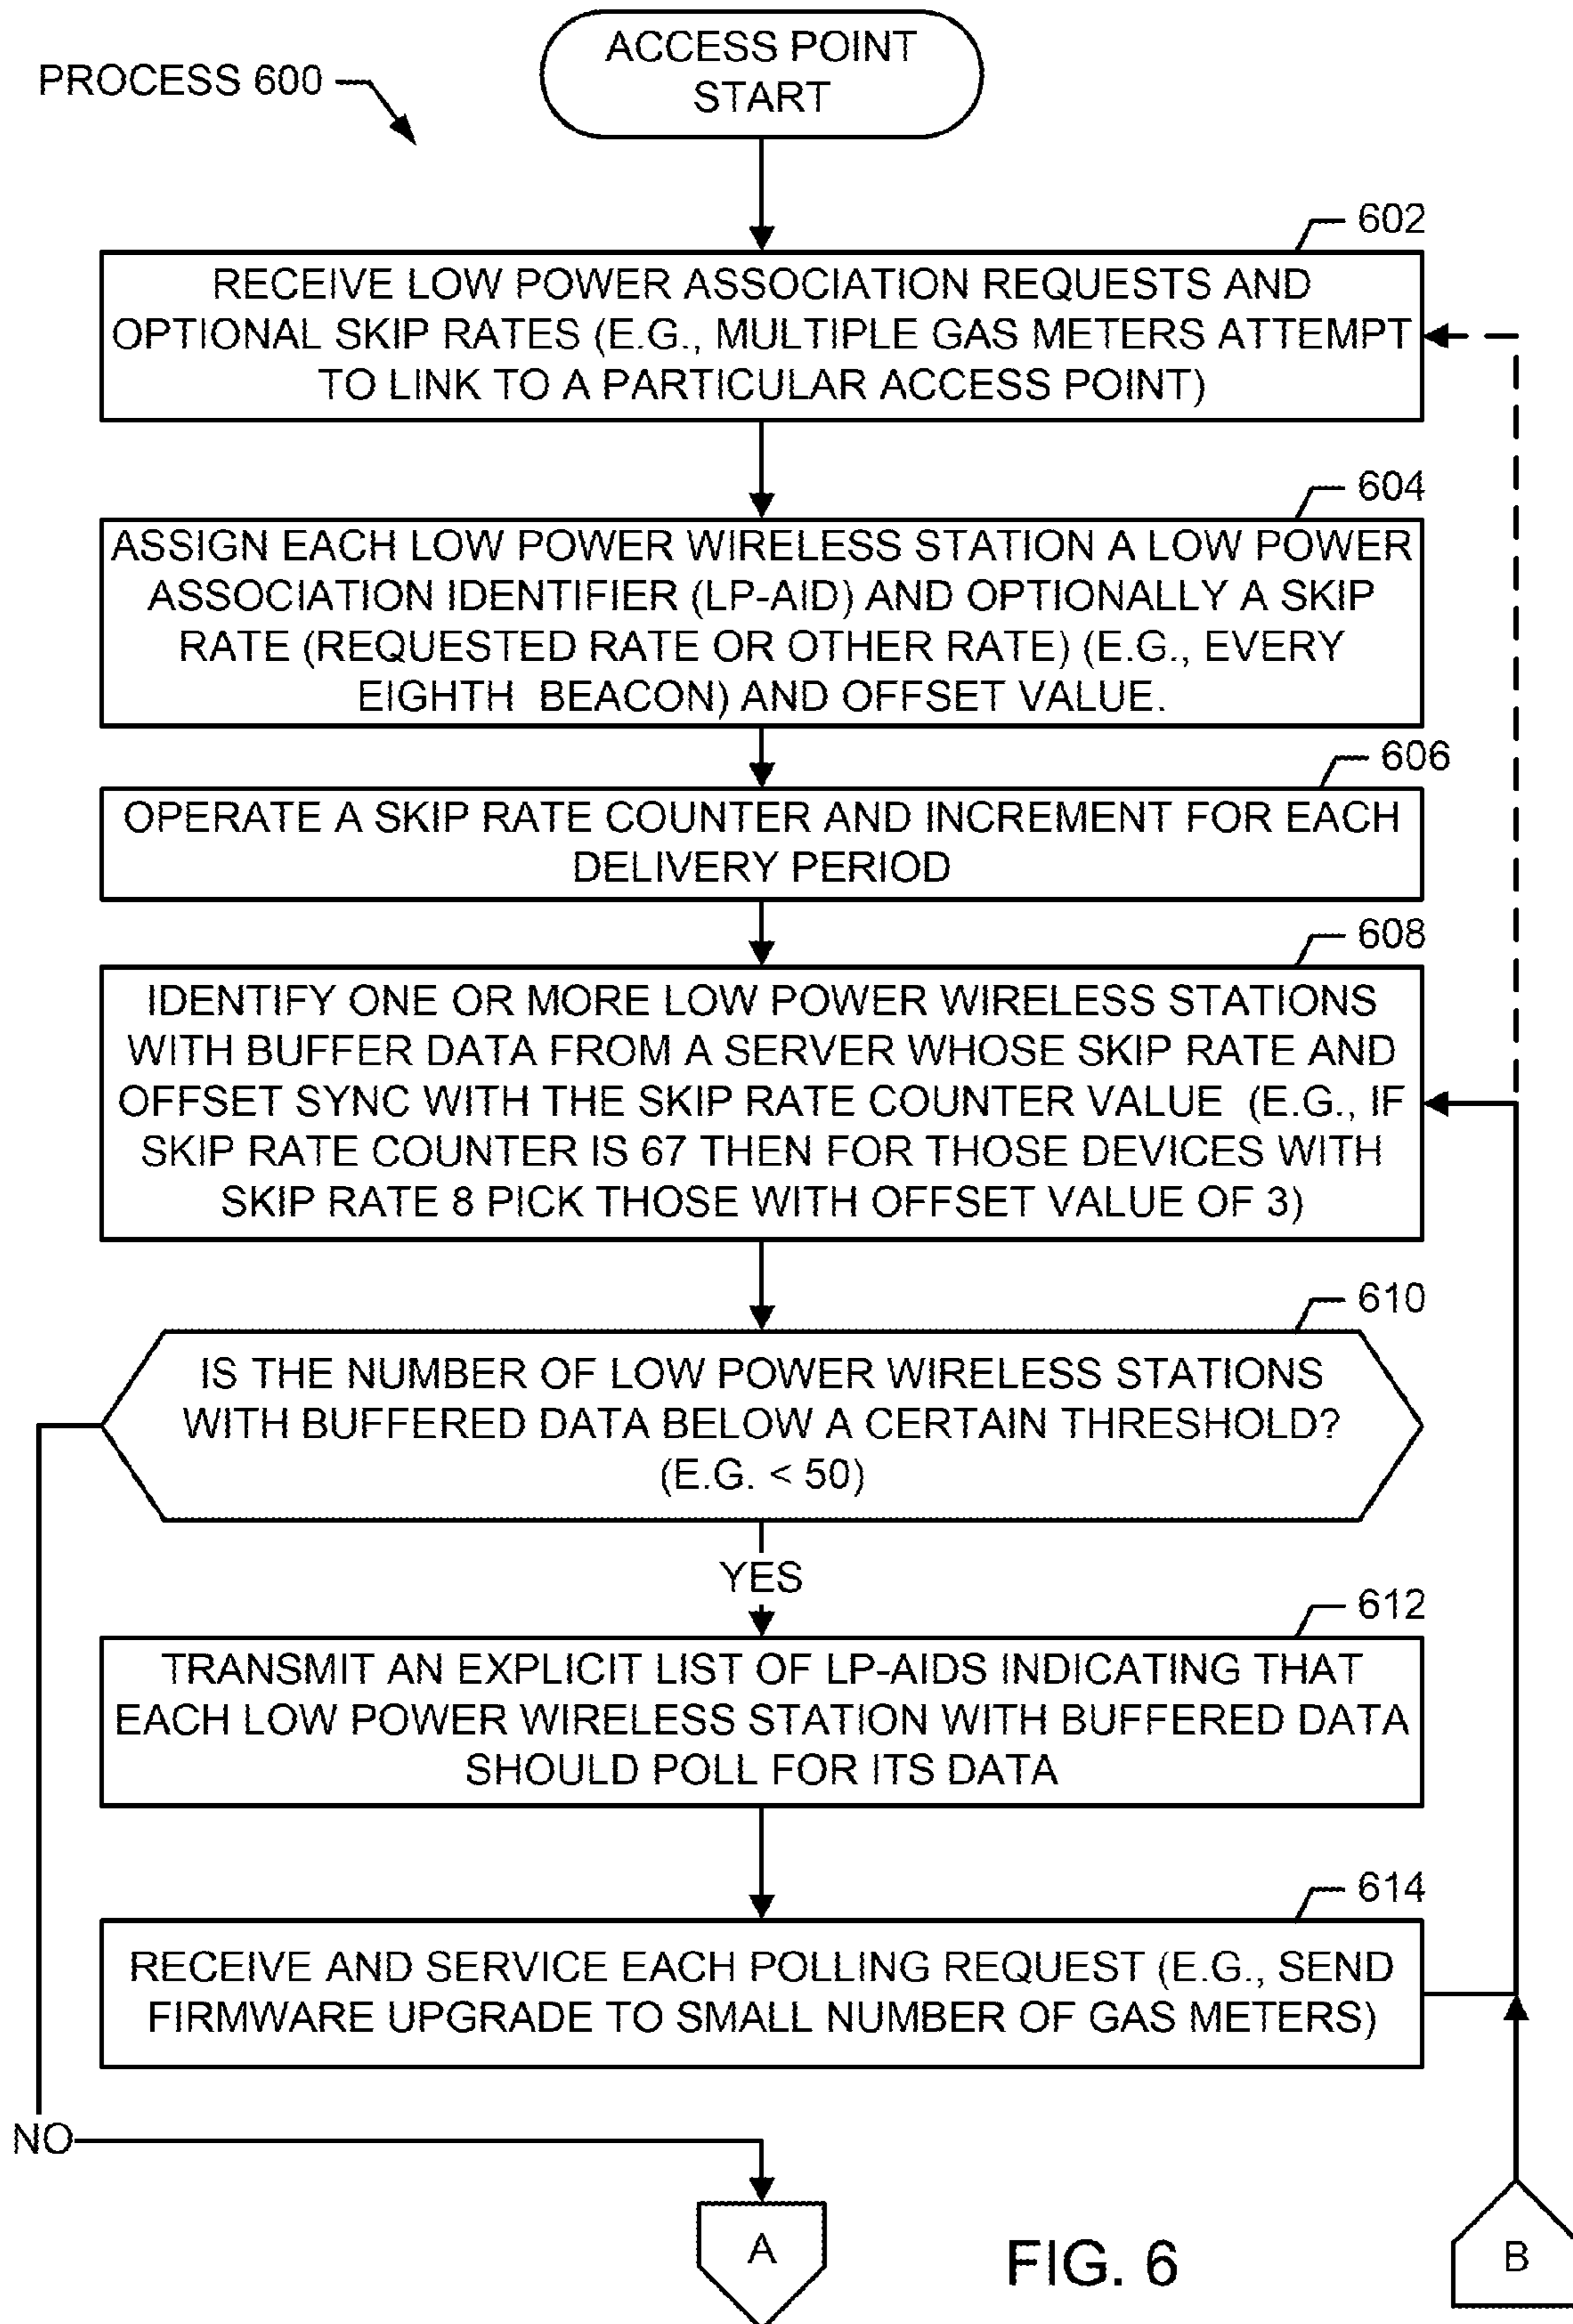 ACCESS POINT
START
PROCESS 600
602
RECEIVE LOW POWER ASSOCIATION REQUESTS AND
OPTIONAL SKIP RATES (E.G., MULTIPLE GAS METERS ATTEMPT
TO LINK TO A PARTICULAR ACCESS POINT)
604
ASSIGN EACH LOW POWER WIRELESS STATION A LOW POWER
ASSOCIATION IDENTIFIER (LP-AID) AND OPTIONALLY A SKIP
RATE (REQUESTED RATE OR OTHER RATE) (E.G., EVERY
EIGHTH BEACON) AND OFFSET VALUE.
606
OPERATE A SKIP RATE COUNTER AND INCREMENT FOR EACH
DELIVERY PERIOD
608
IDENTIFY ONE OR MORE LOW POWER WIRELESS STATIONS
WITH BUFFER DATA FROM A SERVER WHOSE SKIP RATE AND
OFFSET SYNC WITH THE SKIP RATE COUNTER VALUE (E.G., IF
SKIP RATE COUNTER IS 67 THEN FOR THOSE DEVICES WITH
SKIP RATE 8 PICK THOSE WITH OFFSET VALUE OF 3)
610
IS THE NUMBER OF LOW POWER WIRELESS STATIONS
WITH BUFFERED DATA BELOW A CERTAIN THRESHOLD?
(E.G. < 50)
YES
612
TRANSMIT AN EXPLICIT LIST OF LP-AIDS INDICATING THAT
EACH LOW POWER WIRELESS STATION WITH BUFFERED DATA
SHOULD POLL FOR ITS DATA
614
RECEIVE AND SERVICE EACH POLLING REQUEST (E.G., SEND
FIRMWARE UPGRADE TO SMALL NUMBER OF GAS METERS)
NO
A
FIG. 6
B